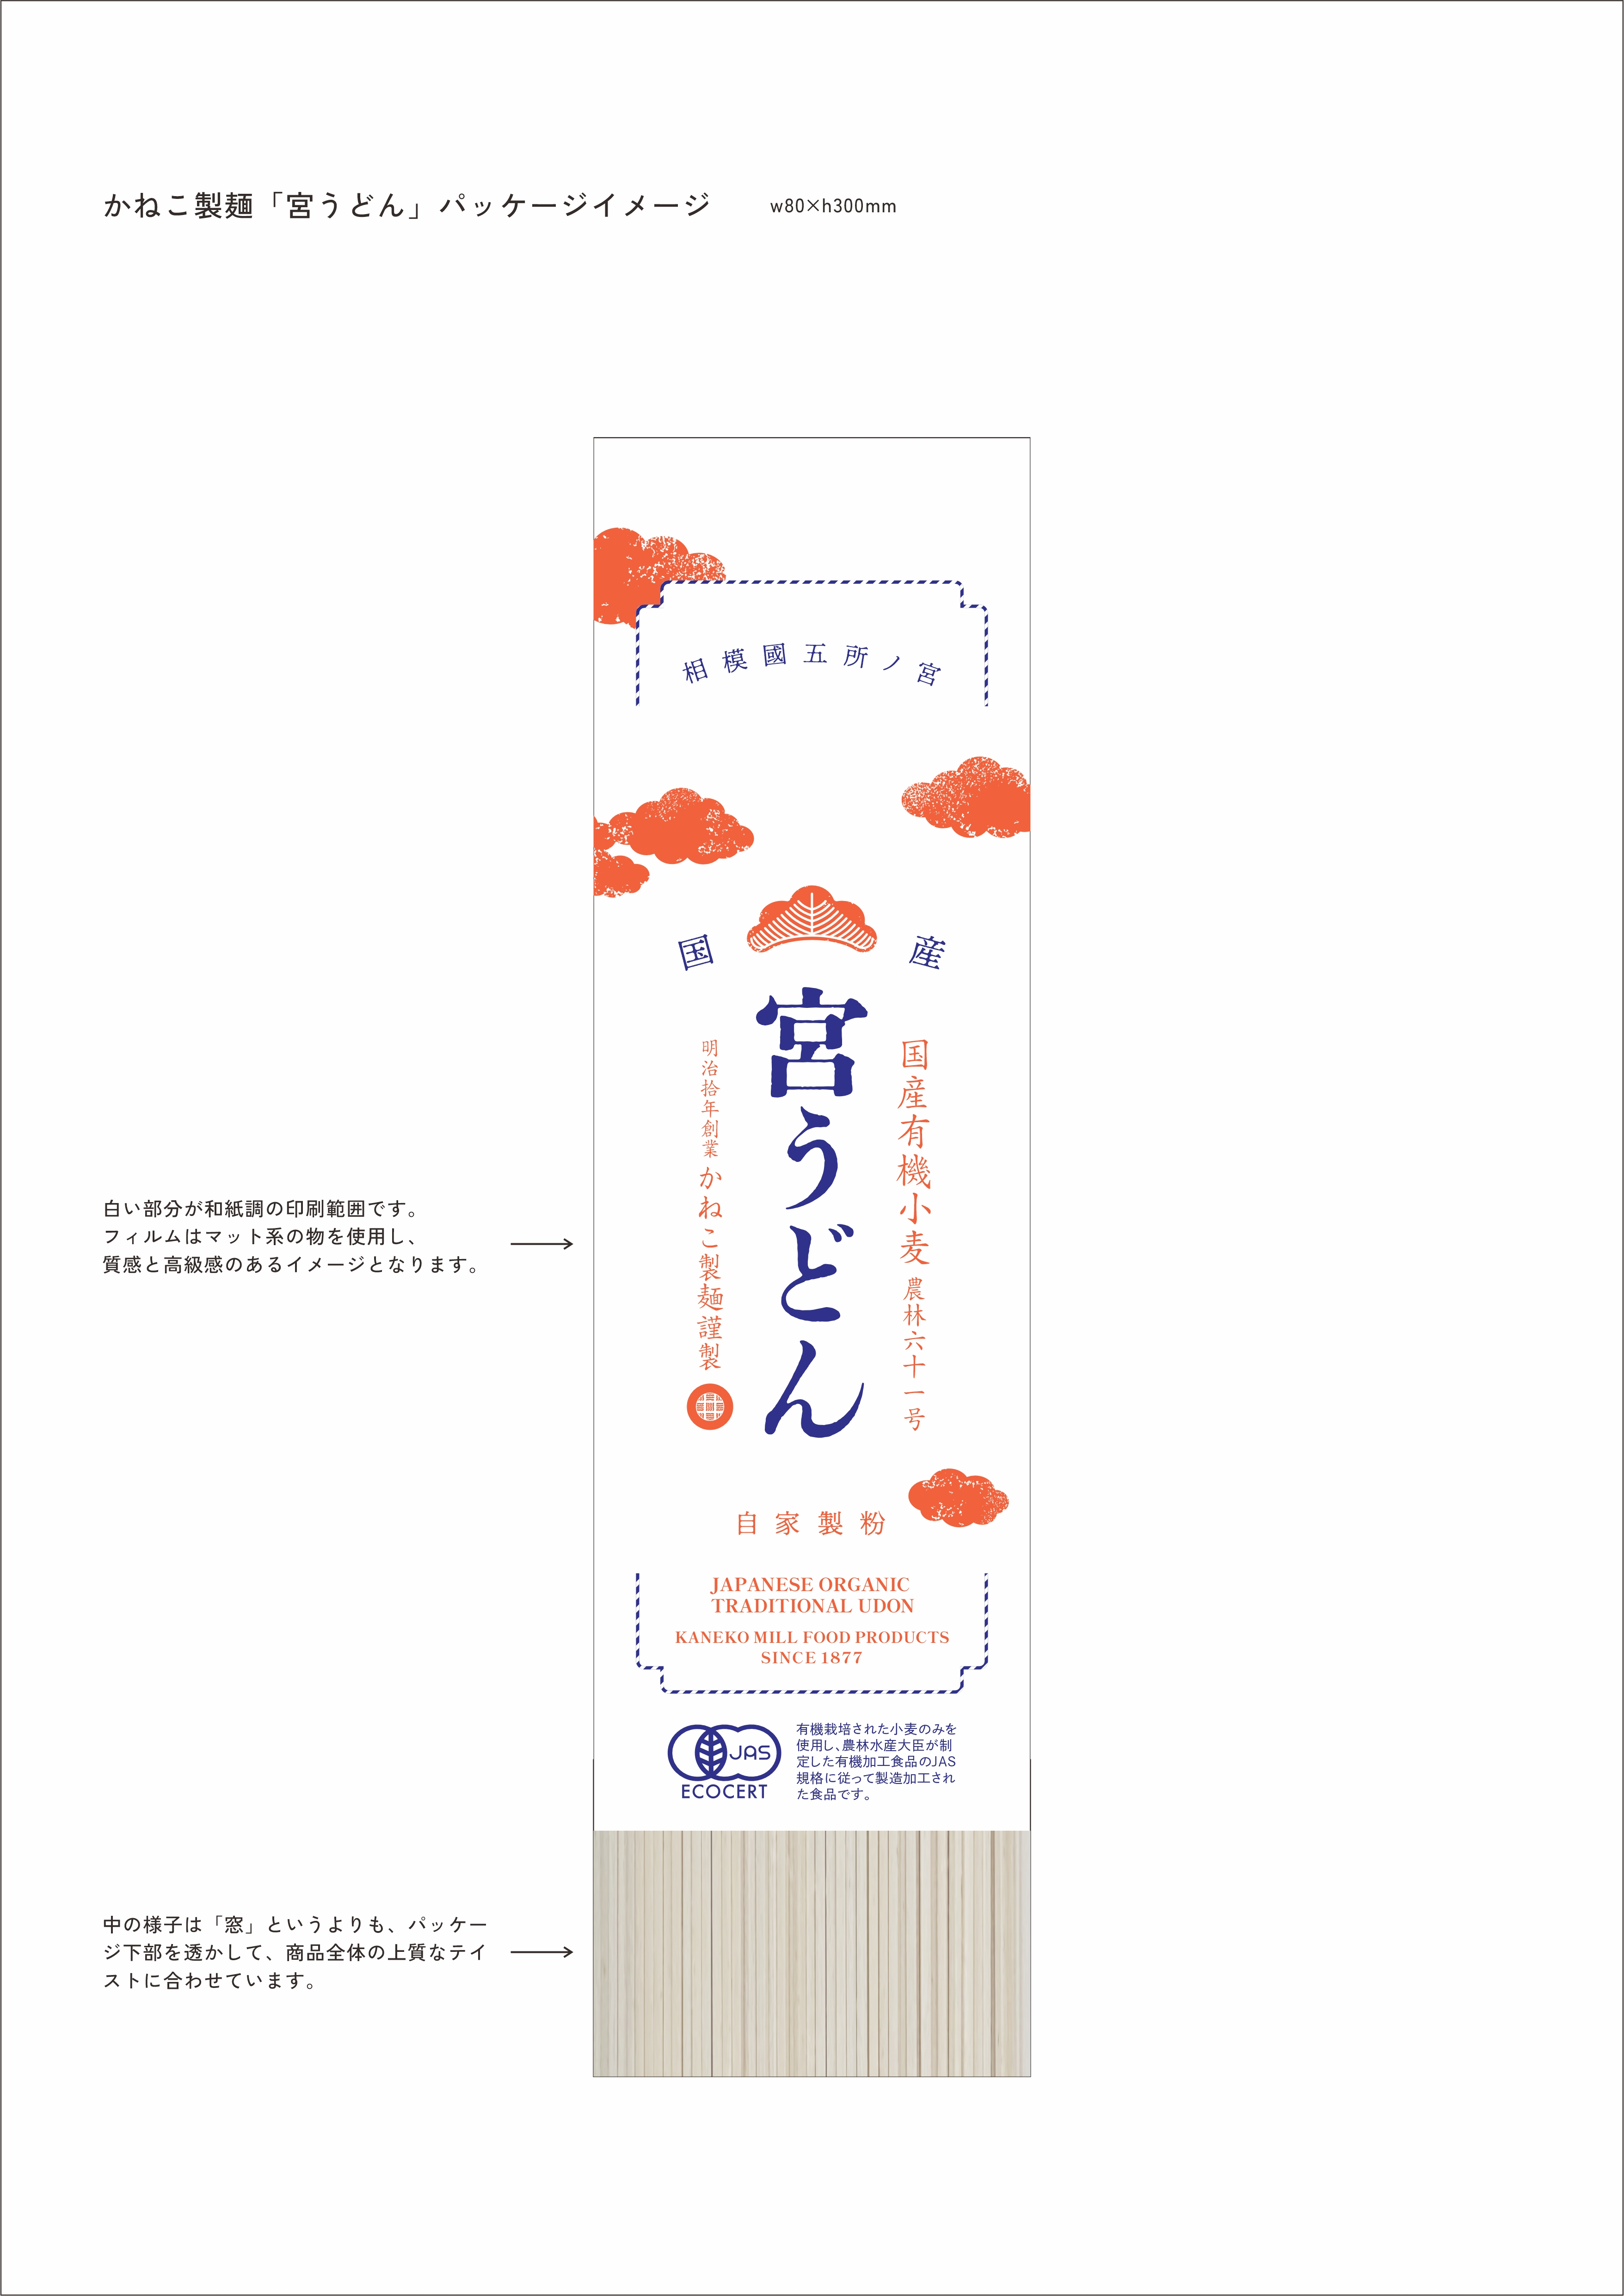 かねこ製麺「宮うどん」パッケージイメージ
w80×h300mm
相模國五所ノ宮
国産
国産有機小麦 農林六十一号
宮うどん
明治拾年創業 かねこ製麺謹製
自家製粉
JAPANESE ORGANIC
TRADITIONAL UDON
KANEKO MILL FOOD PRODUCTS
SINCE 1877
JAS
ECOCERT
有機栽培された小麦のみを
使用し、農林水産大臣が制
定した有機加工食品のJAS
規格に従って製造加工され
た食品です。
白い部分が和紙調の印刷範囲です。
フィルムはマット系の物を使用し、
質感と高級感のあるイメージとなります。
中の様子は「窓」というよりも、パッケー
ジ下部を透かして、商品全体の上質なテイ
ストに合わせています。